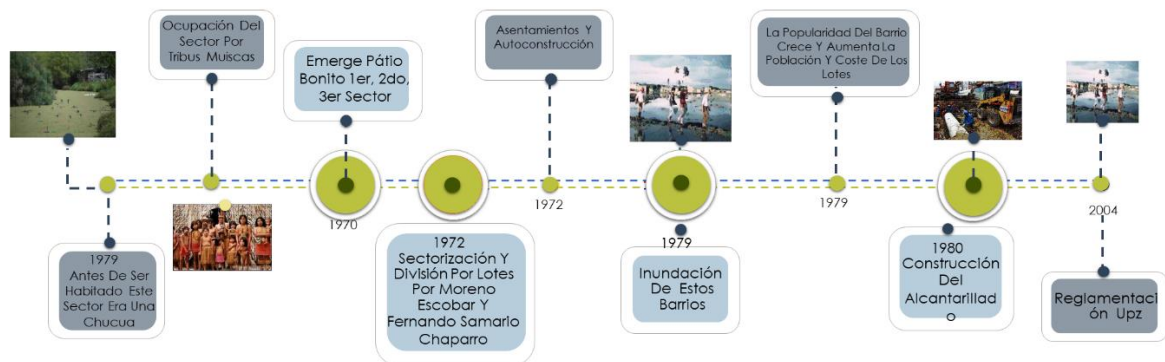 Ocupación Del
Sector Por
Tribus Muiscas
Emerge Pátio
Bonito 1er, 2do,
3er Sector
Asentamientos Y
Autoconstrucción
La Popularidad Del Barrio
Crece Y Aumenta La
Población Y Coste De Los
Lotes
1970
1972
1979
2004
1979
Antes De Ser
Habitado Este
Sector Era Una
Chucua
1972
Sectorización Y
División Por Lotes
Por Moreno
Escobar Y
Fernando Samario
Chaparro
1979
Inundación
De Estos
Barrios
1980
Construcción
Del
Alcantarillad
o
Reglamentaci
ón Upz